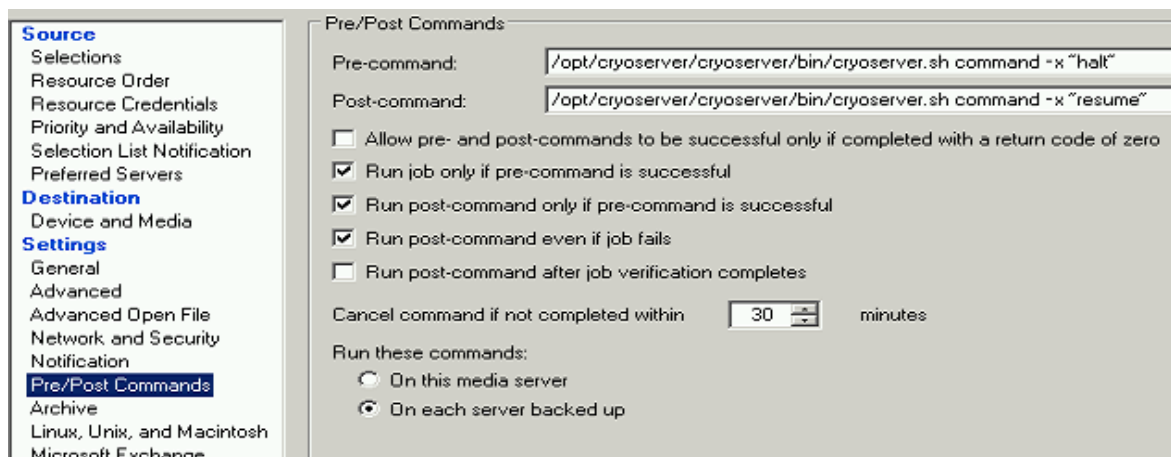 Source
Selections
Resource Order
Resource Credentials
Priority and Availability
Selection List Notification
Preferred Servers
Destination
Device and Media
Settings
General
Advanced
Advanced Open File
Network and Security
Notification
Pre/Post Commands
Archive
Linux, Unix, and Macintosh
Microsoft Exchange
Pre/Post Commands
Pre-command: /opt/cryoserver/cryoserver/bin/cryoserver.sh command -x "halt"
Post-command: /opt/cryoserver/cryoserver/bin/cryoserver.sh command -x "resume"
Allow pre- and post-commands to be successful only if completed with a return code of zero
Run job only if pre-command is successful
Run post-command only if pre-command is successful
Run post-command even if job fails
Run post-command after job verification completes
Cancel command if not completed within 30 minutes
Run these commands:
On this media server
On each server backed up